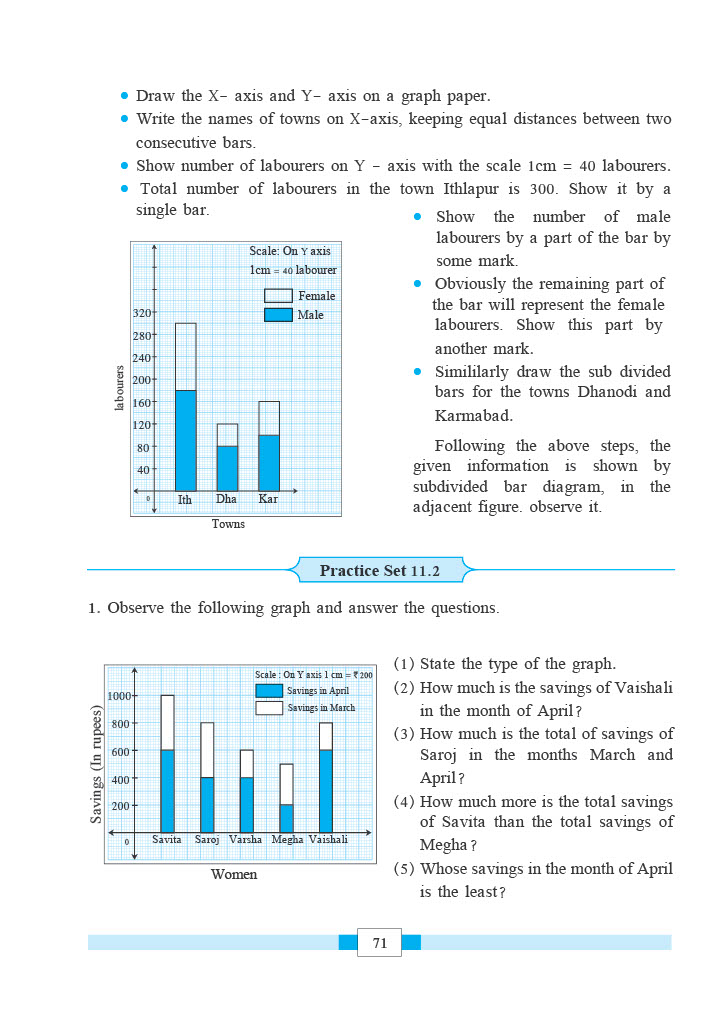 • Draw the X- axis and Y- axis on a graph paper.
• Write the names of towns on X-axis, keeping equal distances between two
consecutive bars.
• Show number of labourers on Y - axis with the scale 1cm = 40 labourers.
• Total number of labourers in the town Ithlapur is 300. Show it by a
single bar.
• Show the number of male
labourers by a part of the bar by
some mark.
• Obviously the remaining part of
the bar will represent the female
labourers. Show this part by
another mark.
• Simililarly draw the sub divided
bars for the towns Dhanodi and
Karmabad.
Following the above steps, the
given information is shown by
subdivided bar diagram, in the
adjacent figure. observe it.
Scale: On Y axis
1cm = 40 labourer
Female
Male
320
280
240
200
160
120
80
40
0
labourers
Ith Dha Kar
Towns
Practice Set 11.2
1. Observe the following graph and answer the questions.
Scale : On Y axis 1 cm = ₹ 200
Savings in April
Savings in March
1000
800
600
400
200
0
Savings (In rupees)
Savita Saroj Varsha Megha Vaishali
Women
(1) State the type of the graph.
(2) How much is the savings of Vaishali
in the month of April?
(3) How much is the total of savings of
Saroj in the months March and
April?
(4) How much more is the total savings
of Savita than the total savings of
Megha?
(5) Whose savings in the month of April
is the least?
71